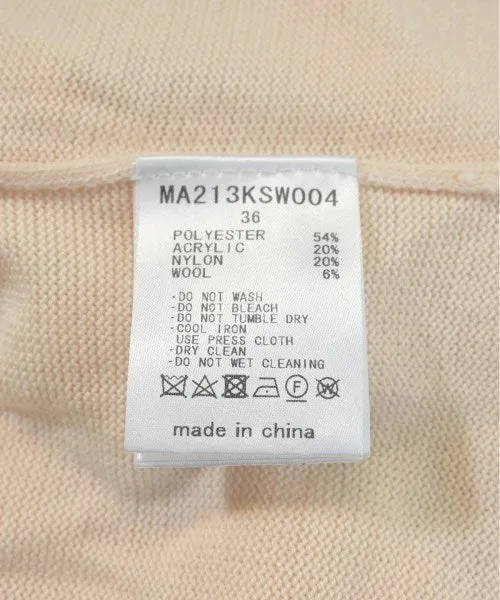 MA213KSW004
36
POLYESTER 54%
ACRYLIC 20%
NYLON 20%
WOOL 6%
-DO NOT WASH
-DO NOT BLEACH
-DO NOT TUMBLE DRY
-COOL IRON
USE PRESS CLOTH
-DRY CLEAN
-DO NOT WET CLEANING
F W
made in china